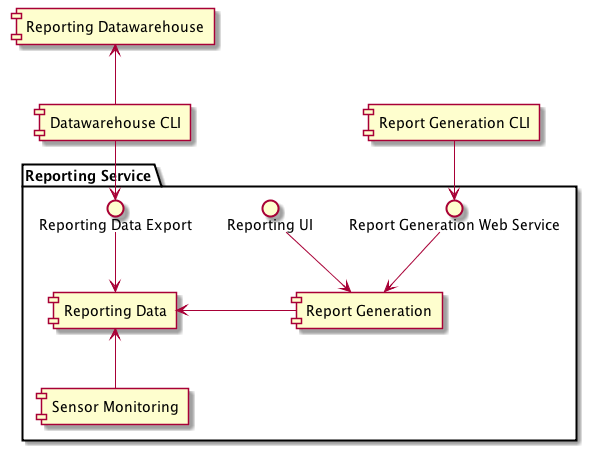 Reporting Datawarehouse
Datawarehouse CLI
Report Generation CLI
Reporting Service
Reporting Data Export
Reporting UI
Report Generation Web Service
Reporting Data
Report Generation
Sensor Monitoring